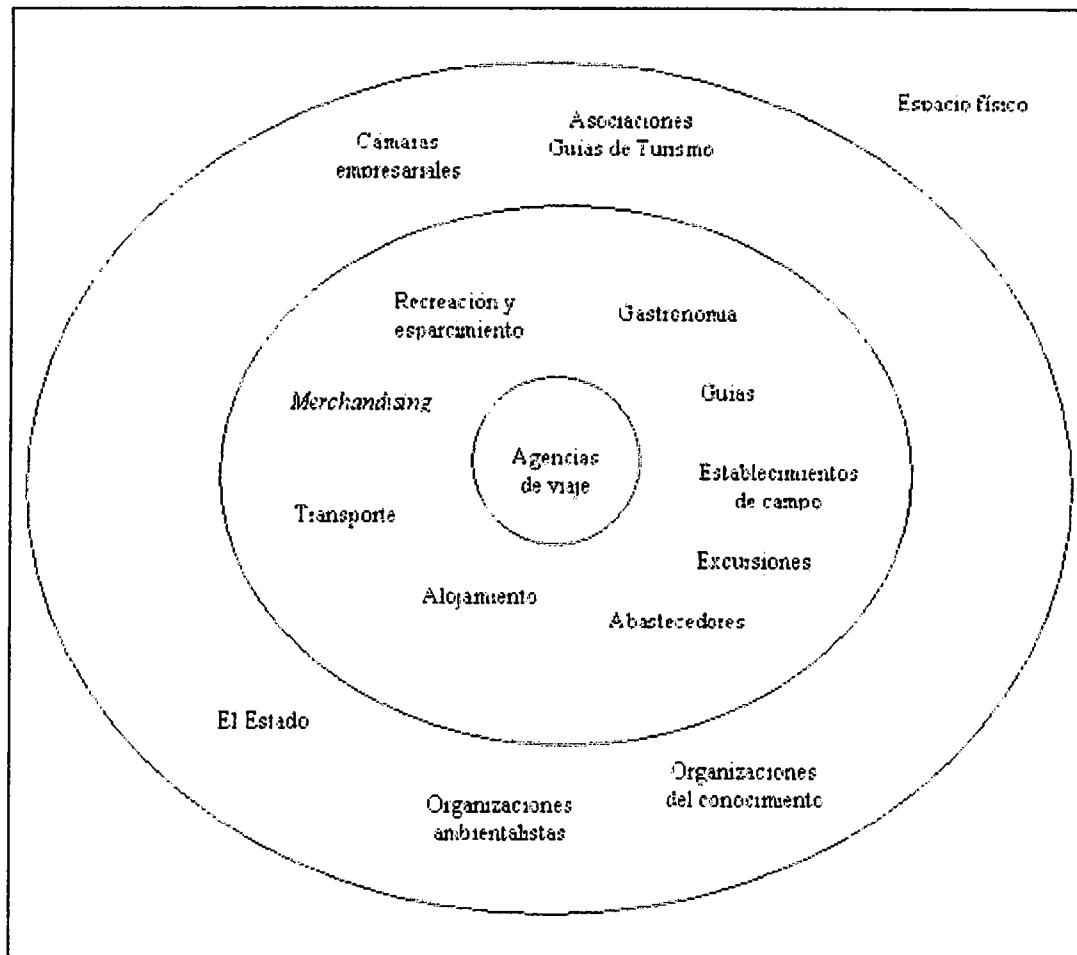 Espacio físico
Asociaciones
Guías de Turismo
Cámaras
empresariales
Recreación y
esparcimiento
Gastronomía
Merchandising
Guías
Agencias
de viaje
Establecimientos
de campo
Transporte
Excursiones
Alojamiento
Abastecedores
El Estado
Organizaciones
del conocimiento
Organizaciones
ambientalistas